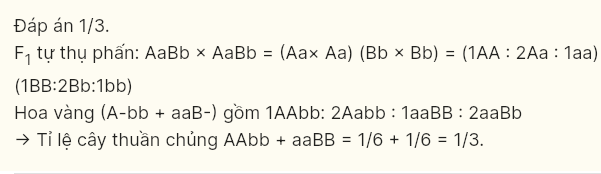 Đáp án 1/3.
F₁ tự thụ phấn: AaBb × AaBb = (Aa× Aa) (Bb × Bb) = (1AA : 2Aa : 1aa)
(1BB:2Bb:1bb)
Hoa vàng (A-bb + aaB-) gồm 1AAbb: 2Aabb : 1aaBB : 2aaBb
→ Tỉ lệ cây thuần chủng AAbb + aaBB = 1/6 + 1/6 = 1/3.